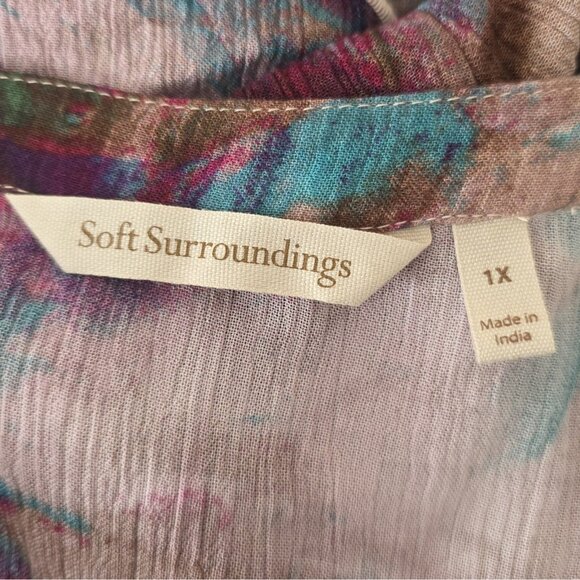 Soft Surroundings
1X
Made in
India